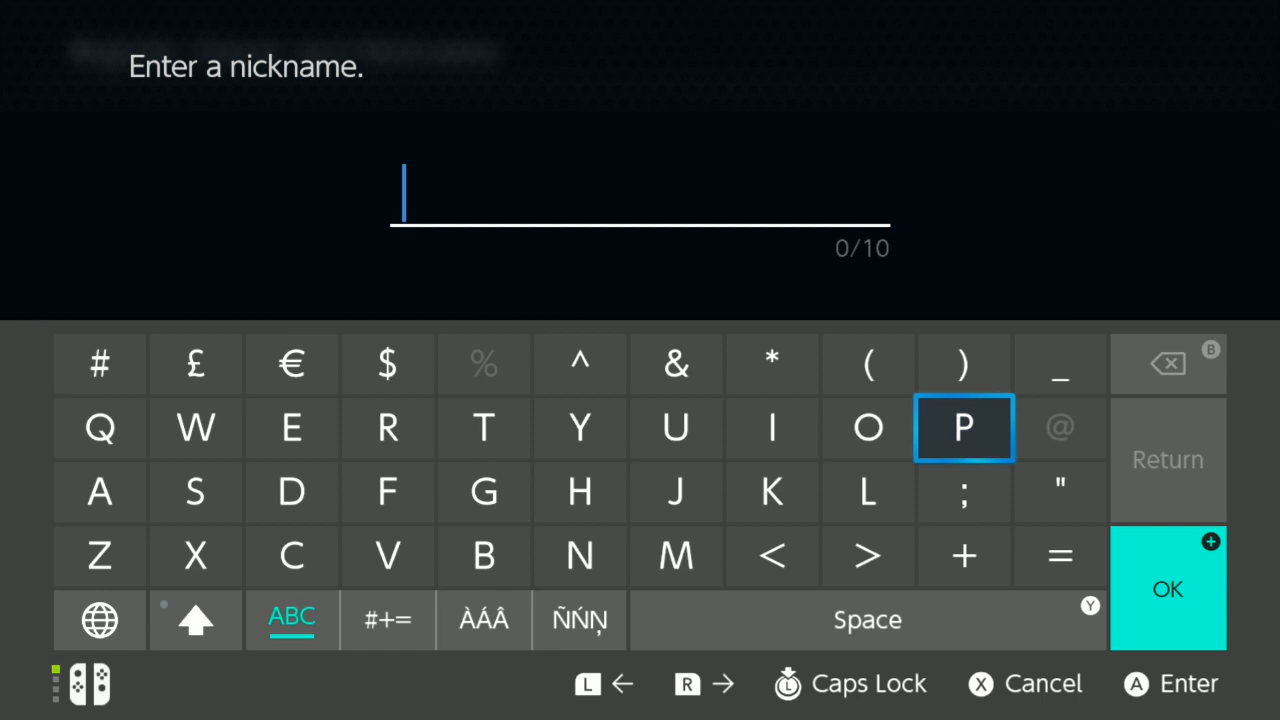 Enter a nickname.
0/10
# £ € $ % ^ & * ( ) _ B
Q W E R T Y U I O P @ Return
A S D F G H J K L ; "
Z X C V B N M < > + = OK
ABC #+= ÀÁÂ ÑŃŅ Space Y
L ← R → L Caps Lock X Cancel A Enter